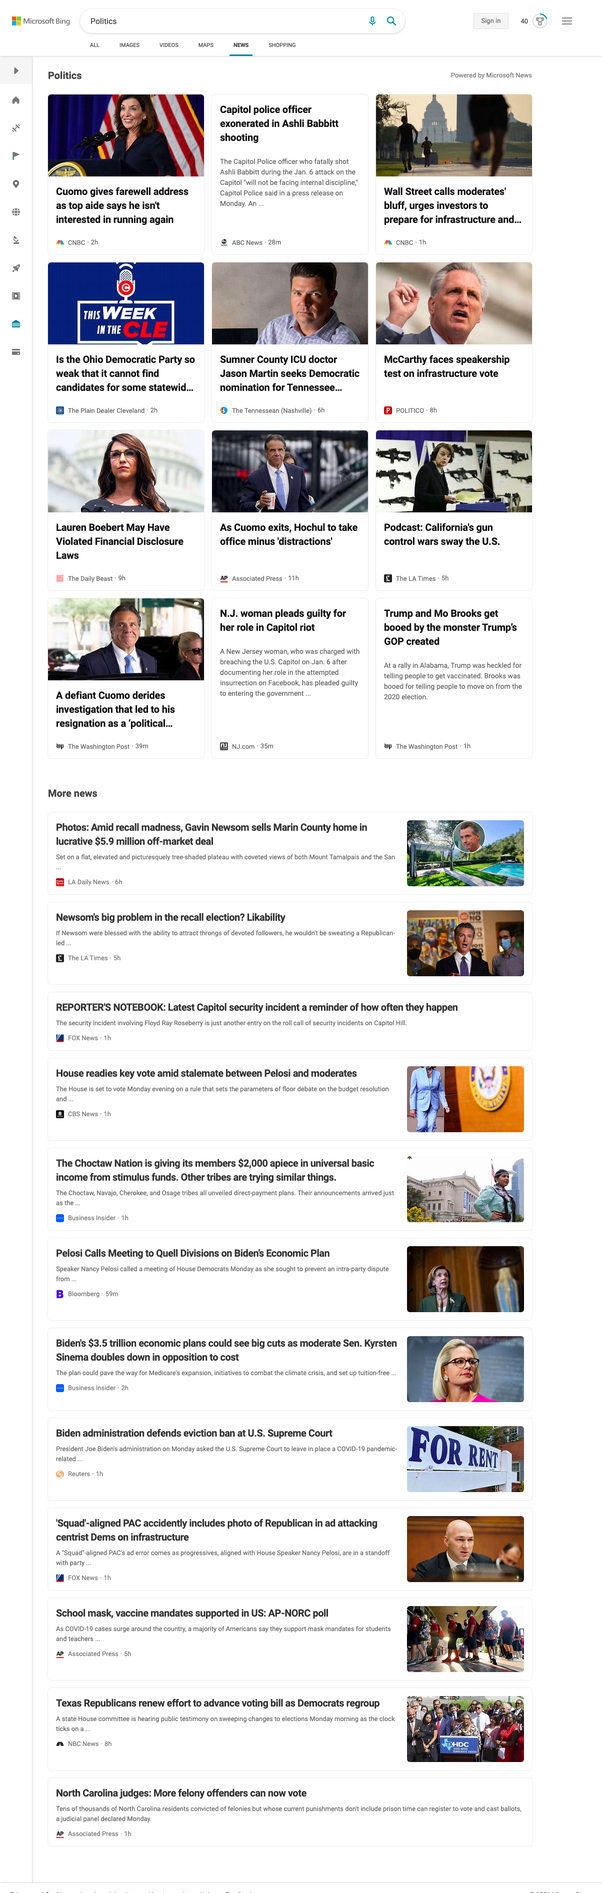 Microsoft Bing
Politics
Sign in
40
ALL
IMAGES
VIDEOS
MAPS
NEWS
SHOPPING
Politics
Powered by Microsoft News
Cuomo gives farewell address
as top aide says he isn't
interested in running again
CNBC · 2h
Capitol police officer
exonerated in Ashli Babbitt
shooting
The Capitol Police officer who fatally shot
Ashli Babbitt during the Jan. 6 attack on the
Capitol "will not be facing internal discipline,"
Capitol Police said in a press release on
Monday. An ...
ABC News · 28m
Wall Street calls moderates'
bluff, urges investors to
prepare for infrastructure and...
CNBC · 1h
THIS WEEK
IN THE CLE
Is the Ohio Democratic Party so
weak that it cannot find
candidates for some statewid...
The Plain Dealer Cleveland · 2h
Sumner County ICU doctor
Jason Martin seeks Democratic
nomination for Tennessee...
The Tennessean (Nashville) · 6h
McCarthy faces speakership
test on infrastructure vote
POLITICO · 8h
Lauren Boebert May Have
Violated Financial Disclosure
Laws
The Daily Beast · 9h
As Cuomo exits, Hochul to take
office minus 'distractions'
AP
Associated Press · 11h
Podcast: California's gun
control wars sway the U.S.
The LA Times · 5h
A defiant Cuomo derides
investigation that led to his
resignation as a 'political...
wp
The Washington Post · 39m
N.J. woman pleads guilty for
her role in Capitol riot
A New Jersey woman, who was charged with
breaching the U.S. Capitol on Jan. 6 after
documenting her role in the attempted
insurrection on Facebook, has pleaded guilty
to entering the government ...
NJ.com · 35m
Trump and Mo Brooks get
booed by the monster Trump's
GOP created
At a rally in Alabama, Trump was heckled for
telling people to get vaccinated. Brooks was
booed for telling people to move on from the
2020 election.
wp
The Washington Post · 1h
More news
Photos: Amid recall madness, Gavin Newsom sells Marin County home in
lucrative $5.9 million off-market deal
Set on a flat, elevated and picturesquely tree-shaded plateau with coveted views of both Mount Tamalpais and the San
...
LA Daily News · 6h
Newsom's big problem in the recall election? Likability
If Newsom were blessed with the ability to attract throngs of devoted followers, he wouldn't be sweating a Republican-
led ...
The LA Times · 5h
REPORTER'S NOTEBOOK: Latest Capitol security incident a reminder of how often they happen
The security incident involving Floyd Ray Roseberry is just another entry on the roll call of security incidents on Capitol Hill.
FOX News · 1h
House readies key vote amid stalemate between Pelosi and moderates
The House is set to vote Monday evening on a rule that sets the parameters of floor debate on the budget resolution
and ...
CBS News · 1h
The Choctaw Nation is giving its members $2,000 apiece in universal basic
income from stimulus funds. Other tribes are trying similar things.
The Choctaw, Navajo, Cherokee, and Osage tribes all unveiled direct-payment plans. Their announcements arrived just
as the ...
Business Insider · 1h
Pelosi Calls Meeting to Quell Divisions on Biden's Economic Plan
Speaker Nancy Pelosi called a meeting of House Democrats Monday as she sought to prevent an intra-party dispute
from ...
B
Bloomberg · 59m
Biden's $3.5 trillion economic plans could see big cuts as moderate Sen. Kyrsten
Sinema doubles down in opposition to cost
The plan could pave the way for Medicare's expansion, initiatives to combat the climate crisis, and set up tuition-free ...
Business Insider · 2h
Biden administration defends eviction ban at U.S. Supreme Court
President Joe Biden's administration on Monday asked the U.S. Supreme Court to leave in place a COVID-19 pandemic-
related ...
Reuters · 1h
FOR RENT
'Squad'-aligned PAC accidently includes photo of Republican in ad attacking
centrist Dems on infrastructure
A "Squad"-aligned PAC's ad error comes as progressives, aligned with House Speaker Nancy Pelosi, are in a standoff
with party ...
FOX News · 1h
School mask, vaccine mandates supported in US: AP-NORC poll
As COVID-19 cases surge around the country, a majority of Americans say they support mask mandates for students
and teachers ...
AP
Associated Press · 5h
Texas Republicans renew effort to advance voting bill as Democrats regroup
A state House committee is hearing public testimony on sweeping changes to elections Monday morning as the clock
ticks on a ...
NBC News · 8h
HDC
North Carolina judges: More felony offenders can now vote
Tens of thousands of North Carolina residents convicted of felonies but whose current punishments don't include prison time can register to vote and cast ballots,
a judicial panel declared Monday.
AP
Associated Press · 1h